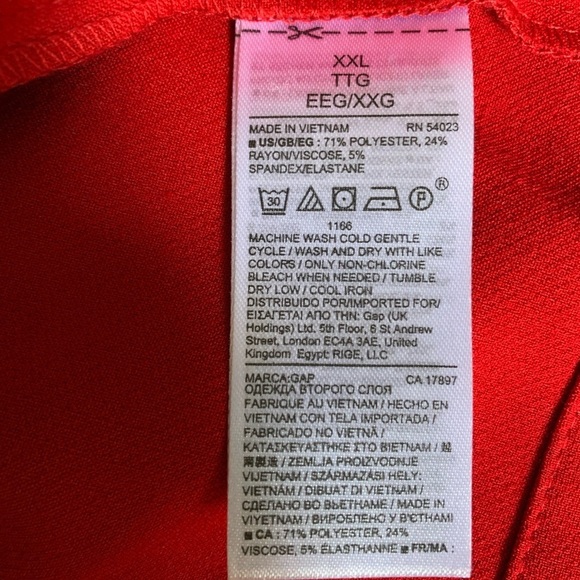 XXL
TTG
EEG/XXG
MADE IN VIETNAM RN 54023
■ US/GB/EG : 71% POLYESTER, 24%
RAYON/VISCOSE, 5%
SPANDEX/ELASTANE
30 P ®
1166
MACHINE WASH COLD GENTLE
CYCLE / WASH AND DRY WITH LIKE
COLORS / ONLY NON-CHLORINE
BLEACH WHEN NEEDED / TUMBLE
DRY LOW / COOL IRON
DISTRIBUIDO POR/IMPORTED FOR/
ΕΙΣΑΓΕΤΑΙ ΑΠΟ ΤΗΝ: Gap (UK
Holdings) Ltd. 5th Floor, 6 St Andrew
Street, London EC4A 3AE, United
Kingdom Egypt: RIGE, LLC
MARCA:GAP CA 17897
ОДЕЖДА ВТОРОГО СЛОЯ
FABRIQUE AU VIETNAM / HECHO EN
VIETNAM CON TELA IMPORTADA /
FABRICADO NO VIETNÃ /
ΚΑΤΑΣΚΕΥΑΣΤΗΚΕ ΣΤΟ ΒΙΕΤΝΑΜ / 越
南製造 / ZEMLJA PROIZVODNJE
VIJETNAM / SZÁRMAZÁSI HELY:
VIETNÁM / DIBUAT DI VIETNAM /
СДЕЛАНО ВО ВЬЕТНАМЕ / MADE IN
VIYETNAM / ВИРОБЛЕНО У В'ЄТНАМІ
■ CA : 71% POLYESTER, 24%
VISCOSE, 5% ÉLASTHANNE ■ FR/MA :